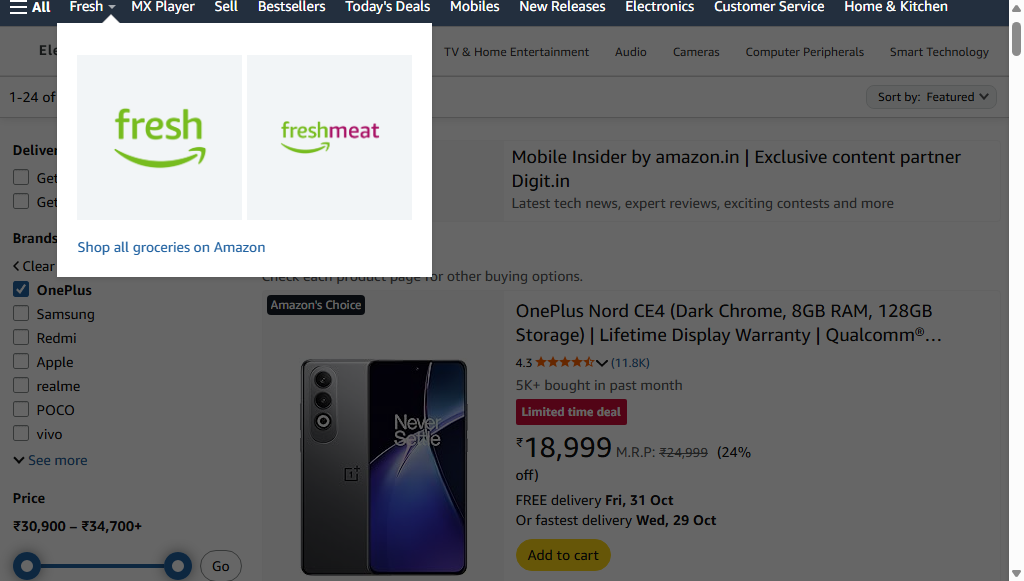 All Fresh MX Player Sell Bestsellers Today's Deals Mobiles New Releases Electronics Customer Service Home & Kitchen
Ele TV & Home Entertainment Audio Cameras Computer Peripherals Smart Technology
1-24 of
Sort by: Featured
fresh
freshmeat
Shop all groceries on Amazon
Deliver
Get
Get
Brands
Clear
OnePlus
Samsung
Redmi
Apple
realme
POCO
vivo
See more
Price
₹30,900 – ₹34,700+
Go
Mobile Insider by amazon.in | Exclusive content partner
Digit.in
Latest tech news, expert reviews, exciting contests and more
Check each product page for other buying options.
Amazon's Choice
Never
Settle
OnePlus Nord CE4 (Dark Chrome, 8GB RAM, 128GB
Storage) | Lifetime Display Warranty | Qualcomm®…
4.3 (11.8K)
5K+ bought in past month
Limited time deal
₹18,999 M.R.P: ₹24,999 (24%
off)
FREE delivery Fri, 31 Oct
Or fastest delivery Wed, 29 Oct
Add to cart